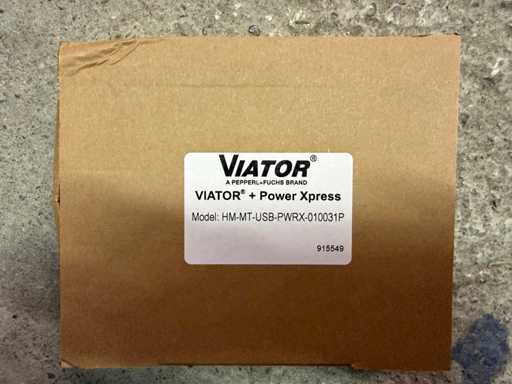 VIATOR®
A PEPPERL+FUCHS BRAND
VIATOR® + Power Xpress
Model: HM-MT-USB-PWRX-010031P
915549